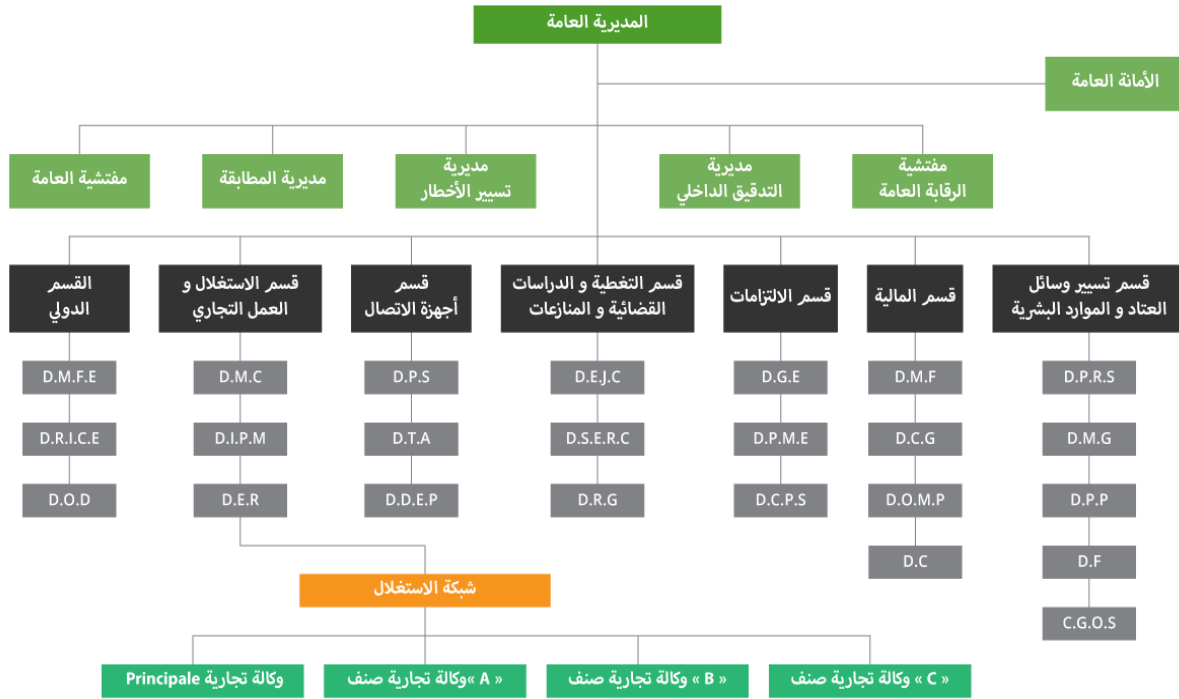 المديرية العامة
الأمانة العامة
مفتشية
الرقابة العامة
مديرية
التدقيق الداخلي
مديرية
تسيير الأخطار
مديرية المطابقة
مفتشية العامة
قسم تسيير وسائل
العتاد و الموارد البشرية
قسم المالية
قسم الالتزامات
قسم التغطية و الدراسات
القضائية و المنازعات
قسم
أجهزة الاتصال
قسم الاستغلال و
العمل التجاري
القسم
الدولي
D.P.R.S
D.M.G
D.P.P
D.F
C.G.O.S
D.M.F
D.C.G
D.O.M.P
D.C
D.G.E
D.P.M.E
D.C.P.S
D.E.J.C
D.S.E.R.C
D.R.G
D.P.S
D.T.A
D.D.E.P
D.M.C
D.I.P.M
D.E.R
D.M.F.E
D.R.I.C.E
D.O.D
شبكة الاستغلال
« C » وكالة تجارية صنف
« B » وكالة تجارية صنف
« A »وكالة تجارية صنف
وكالة تجارية Principale